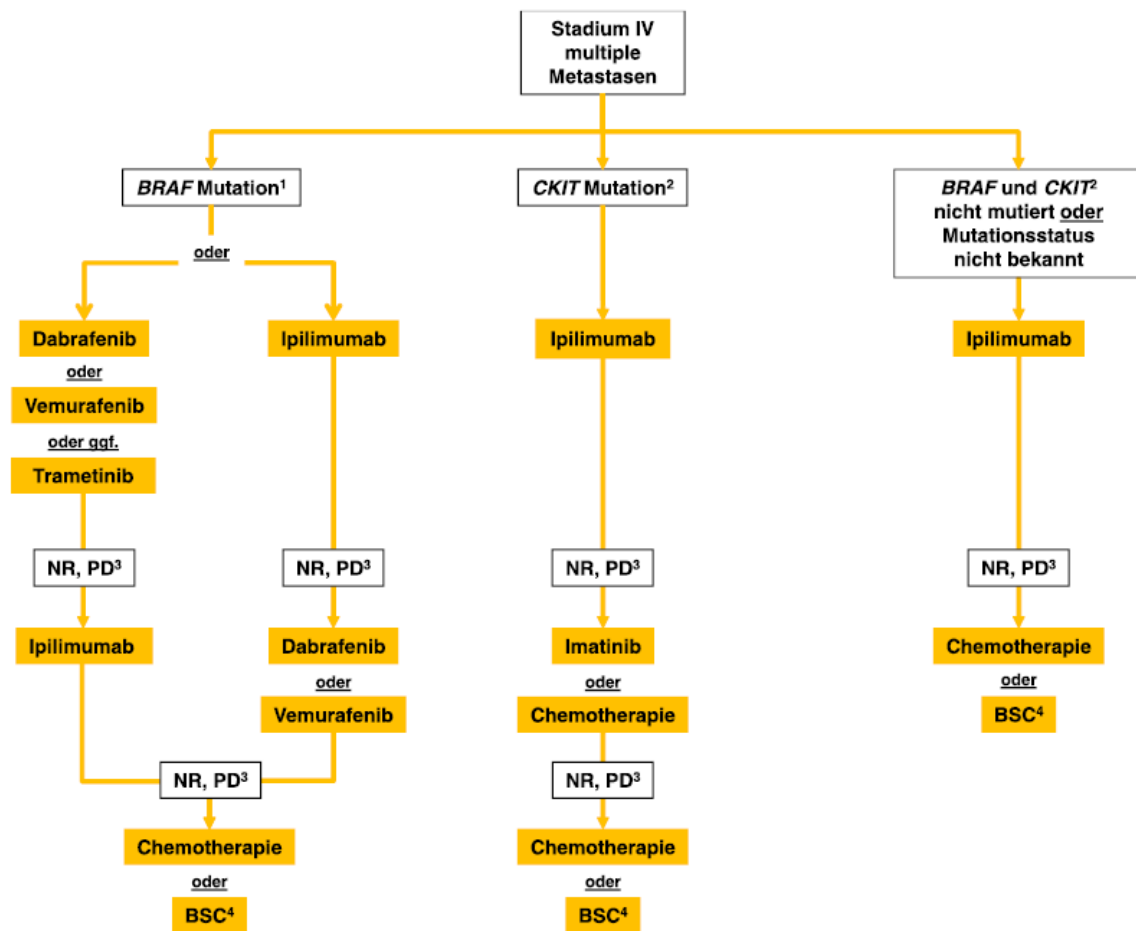 Stadium IV
multiple
Metastasen
BRAF Mutation¹
CKIT Mutation²
BRAF und CKIT²
nicht mutiert oder
Mutationsstatus
nicht bekannt
oder
Dabrafenib
oder
Vemurafenib
oder ggf.
Trametinib
NR, PD³
Ipilimumab
Ipilimumab
NR, PD³
Dabrafenib
oder
Vemurafenib
NR, PD³
Chemotherapie
oder
BSC⁴
Ipilimumab
NR, PD³
Imatinib
oder
Chemotherapie
NR, PD³
Chemotherapie
oder
BSC⁴
Ipilimumab
NR, PD³
Chemotherapie
oder
BSC⁴